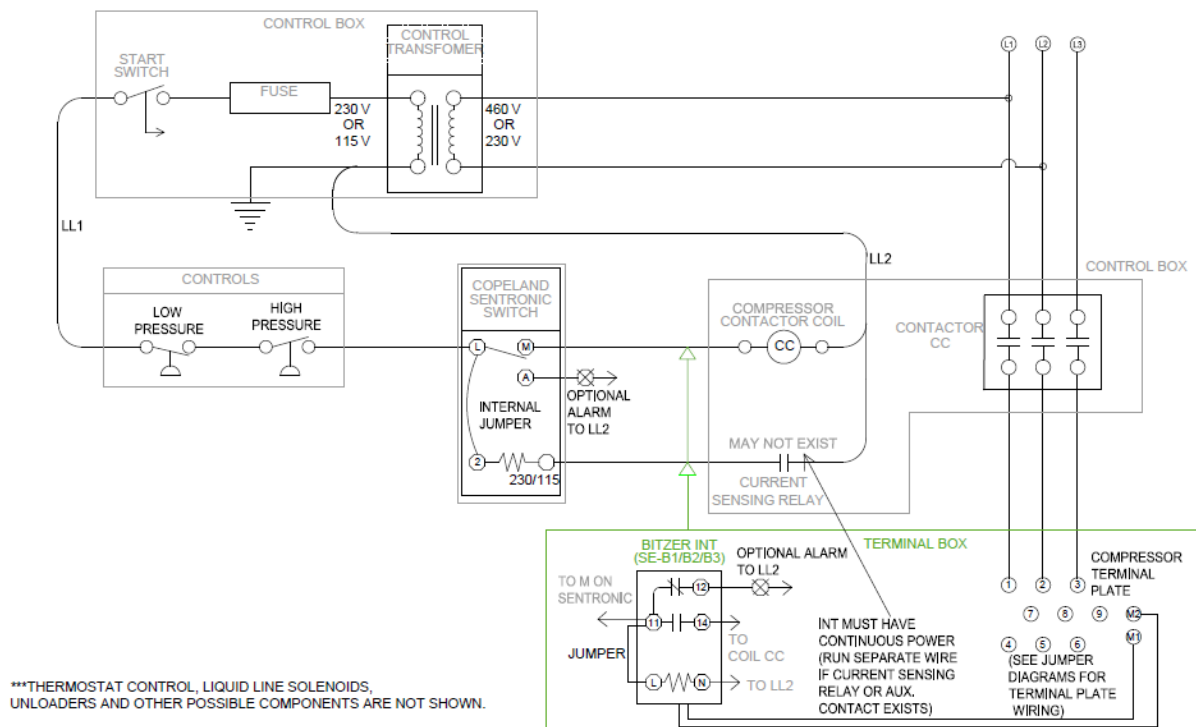 CONTROL BOX
CONTROL
TRANSFOMER
START
SWITCH
FUSE
230 V
OR
115 V
460 V
OR
230 V
L1
L2
L3
LL1
LL2
CONTROLS
LOW
PRESSURE
HIGH
PRESSURE
COPELAND
SENTRONIC
SWITCH
L
M
A
INTERNAL
JUMPER
OPTIONAL
ALARM
TO LL2
2
230/115
CONTROL BOX
COMPRESSOR
CONTACTOR COIL
CC
CONTACTOR
CC
MAY NOT EXIST
CURRENT
SENSING RELAY
TERMINAL BOX
BITZER INT
(SE-B1/B2/B3)
OPTIONAL ALARM
TO LL2
TO M ON
SENTRONIC
12
11
14
TO
COIL CC
JUMPER
L
N
TO LL2
INT MUST HAVE
CONTINUOUS POWER
(RUN SEPARATE WIRE
IF CURRENT SENSING
RELAY OR AUX.
CONTACT EXISTS)
COMPRESSOR
TERMINAL
PLATE
1
2
3
7
8
9
M2
M1
4
5
6
(SEE JUMPER
DIAGRAMS FOR
TERMINAL PLATE
WIRING)
***THERMOSTAT CONTROL, LIQUID LINE SOLENOIDS,
UNLOADERS AND OTHER POSSIBLE COMPONENTS ARE NOT SHOWN.